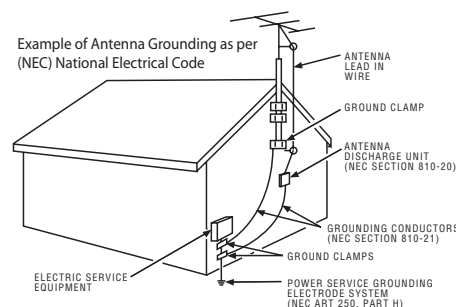 Example of Antenna Grounding as per
(NEC) National Electrical Code
ANTENNA
LEAD IN
WIRE
GROUND CLAMP
ANTENNA
DISCHARGE UNIT
(NEC SECTION 810-20)
GROUNDING CONDUCTORS
(NEC SECTION 810-21)
GROUND CLAMPS
ELECTRIC SERVICE
EQUIPMENT
POWER SERVICE GROUNDING
ELECTRODE SYSTEM
(NEC ART 250, PART H)